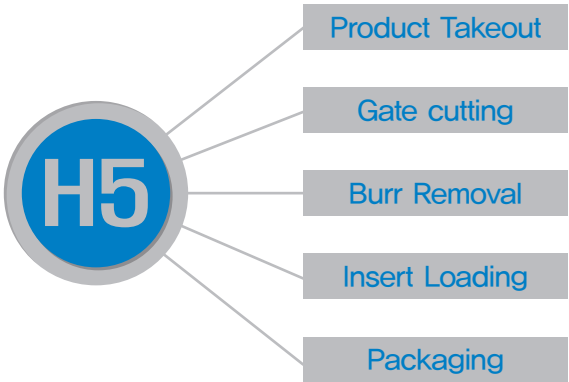 H5
Product Takeout
Gate cutting
Burr Removal
Insert Loading
Packaging